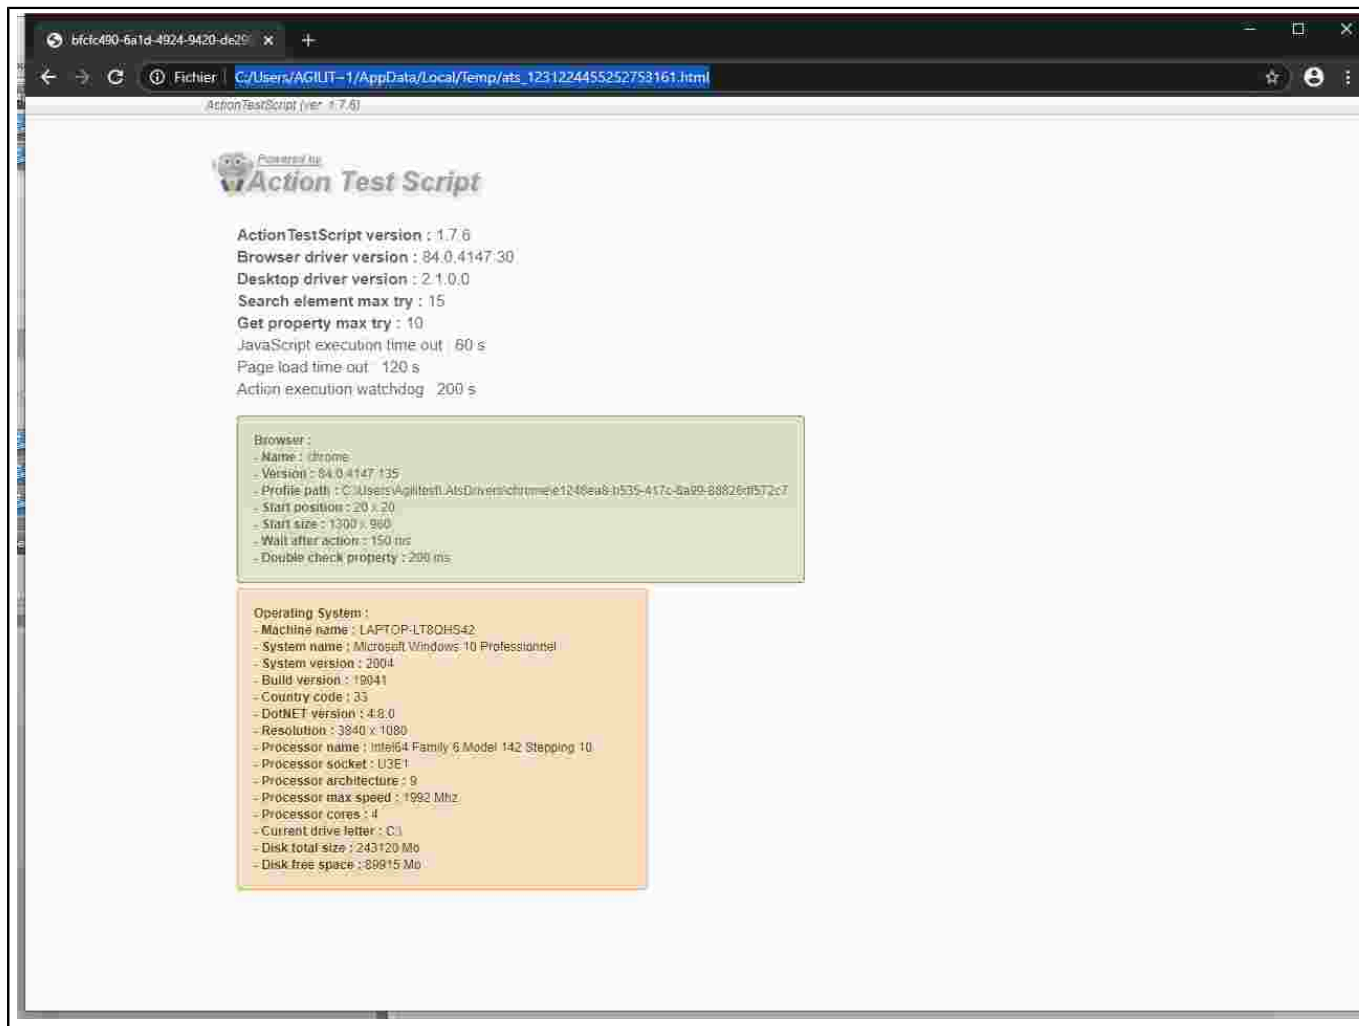 bfcfc490-6a1d-4924-9420-de29
Fichier C:/Users/AGILIT~1/AppData/Local/Temp/ats_1231224455252753161.html
ActionTestScript (ver. 1.7.6)
Powered by
Action Test Script
ActionTestScript version : 1.7.6
Browser driver version : 84.0.4147.30
Desktop driver version : 2.1.0.0
Search element max try : 15
Get property max try : 10
JavaScript execution time out : 60 s
Page load time out : 120 s
Action execution watchdog : 200 s
Browser :
- Name : chrome
- Version : 84.0.4147.135
- Profile path : C:\Users\Agilitest\.AtsDrivers\chrome\e1248ea8-b535-417c-8a99-88826df572c7
- Start position : 20 x 20
- Start size : 1300 x 960
- Wait after action : 150 ms
- Double check property : 200 ms
Operating System :
- Machine name : LAPTOP-LT8OHS42
- System name : Microsoft Windows 10 Professionnel
- System version : 2004
- Build version : 19041
- Country code : 33
- DotNET version : 4.8.0
- Resolution : 3840 x 1080
- Processor name : Intel64 Family 6 Model 142 Stepping 10
- Processor socket : U3E1
- Processor architecture : 9
- Processor max speed : 1992 Mhz
- Processor cores : 4
- Current drive letter : C:\
- Disk total size : 243120 Mo
- Disk free space : 89915 Mo